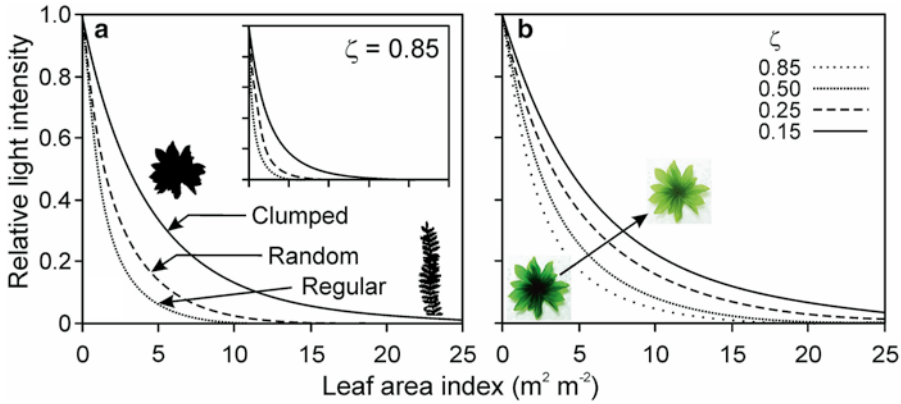 Relative light intensity
1.0
0.8
0.6
0.4
0.2
0
a
ζ = 0.85
Clumped
Random
Regular
0 5 10 15 20 25
b
ζ
0.85
0.50
0.25
0.15
0 5 10 15 20 25
Leaf area index (m² m⁻²)